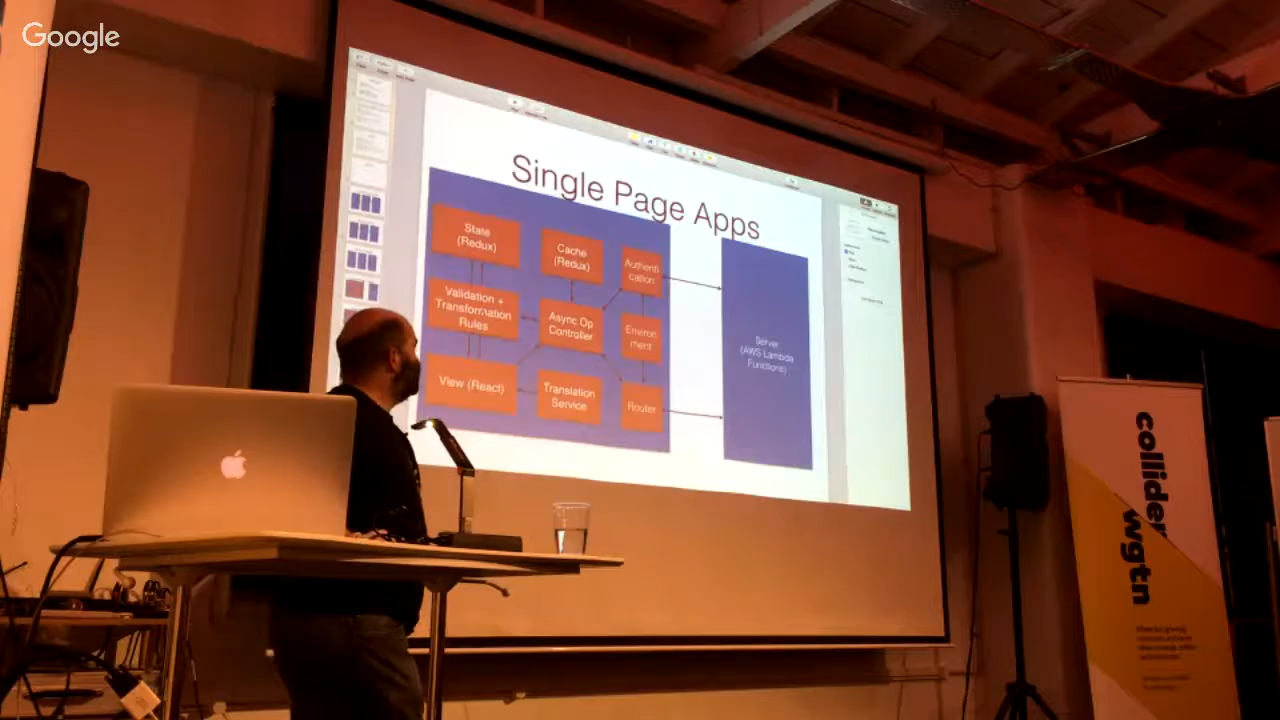 Google
Single Page Apps
State
(Redux)
Cache
(Redux)
Authenti
cation
Validation +
Transformation
Rules
Async Op
Controller
Environ
ment
View (React)
Translation
Service
Router
Server
(AWS Lambda
Functions)
collider
wgtn